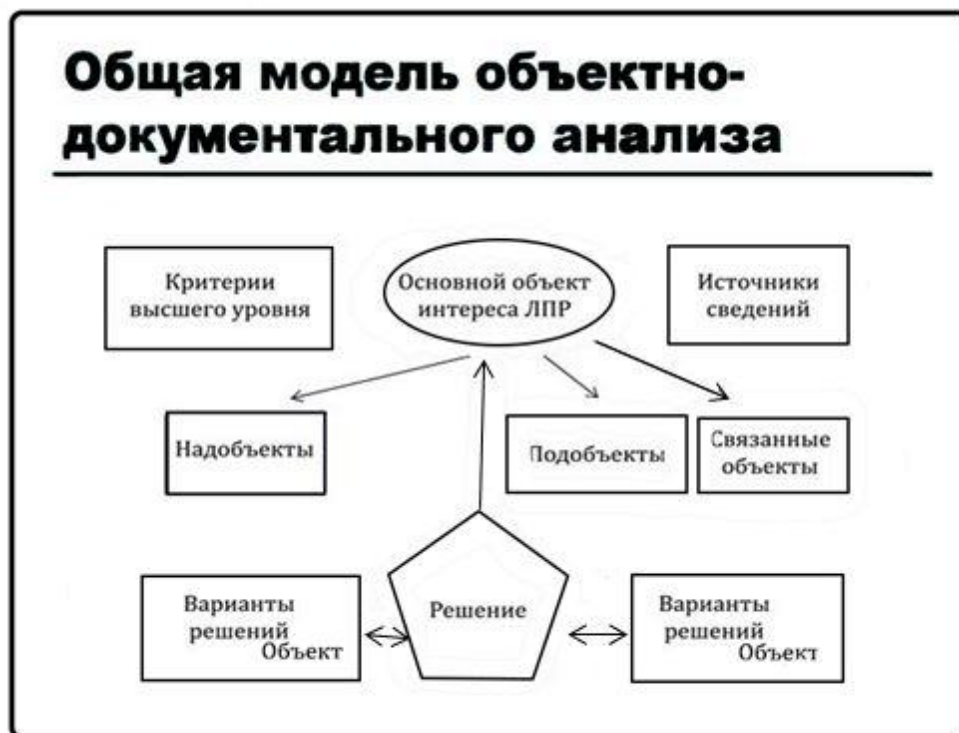 Общая модель объектно-
документального анализа
Критерии
высшего уровня
Основной объект
интереса ЛПР
Источники
сведений
Надобъекты
Подобъекты
Связанные
объекты
Варианты
решений
Объект
Решение
Варианты
решений
Объект